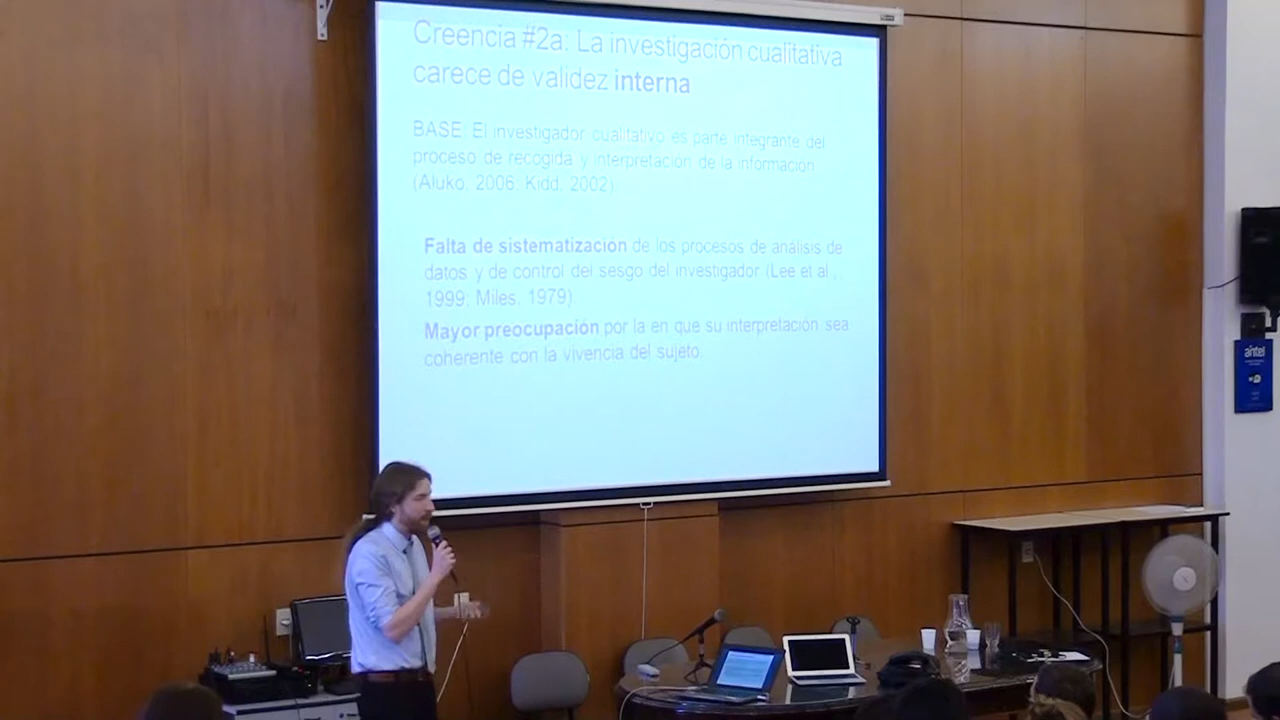 Creencia #2a: La investigación cualitativa
carece de validez interna
BASE: El investigador cualitativo es parte integrante del
proceso de recogida y interpretación de la información
(Aluko, 2006; Kidd, 2002).
Falta de sistematización de los procesos de análisis de
datos y de control del sesgo del investigador (Lee et al.,
1999; Miles, 1979).
Mayor preocupación por la en que su interpretación sea
coherente con la vivencia del sujeto.
antel